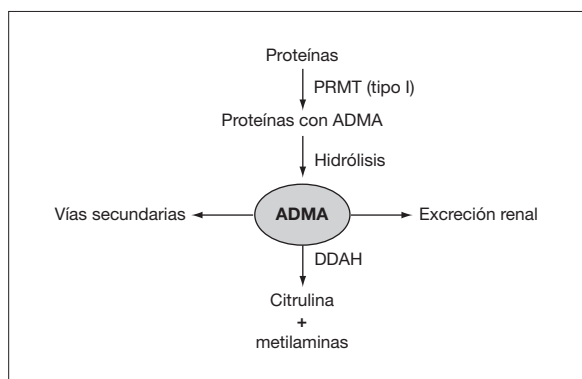 Proteínas
PRMT (tipo I)
Proteínas con ADMA
Hidrólisis
Vías secundarias
ADMA
Excreción renal
DDAH
Citrulina
+
metilaminas